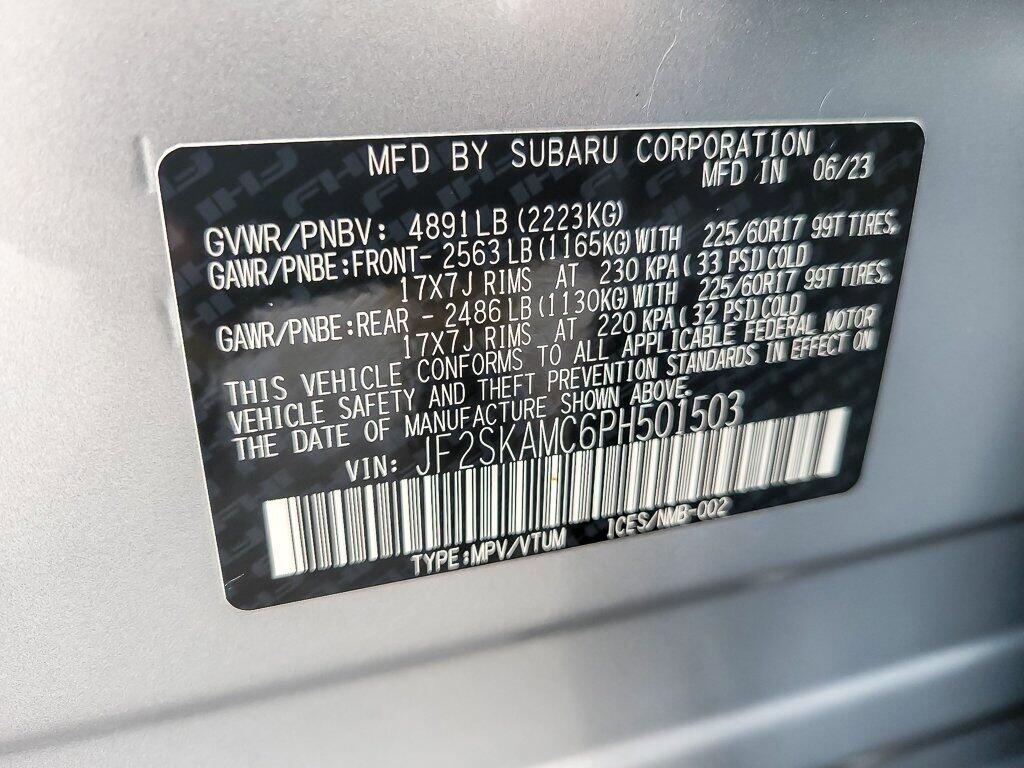 MFD BY SUBARU CORPORATION
MFD IN 06/23
GVWR/PNBV: 4891LB (2223KG)
GAWR/PNBE:FRONT- 2563LB (1165KG)WITH 225/60R17 99T TIRES,
17X7J RIMS AT 230 KPA( 33 PSI)COLD
GAWR/PNBE:REAR - 2486LB (1130KG)WITH 225/60R17 99T TIRES,
17X7J RIMS AT 220 KPA( 32 PSI)COLD
THIS VEHICLE CONFORMS TO ALL APPLICABLE FEDERAL MOTOR
VEHICLE SAFETY AND THEFT PREVENTION STANDARDS IN EFFECT ON
THE DATE OF MANUFACTURE SHOWN ABOVE.
VIN: JF2SKAMC6PH501503
TYPE:MPV/VTUM ICES/NMB-002